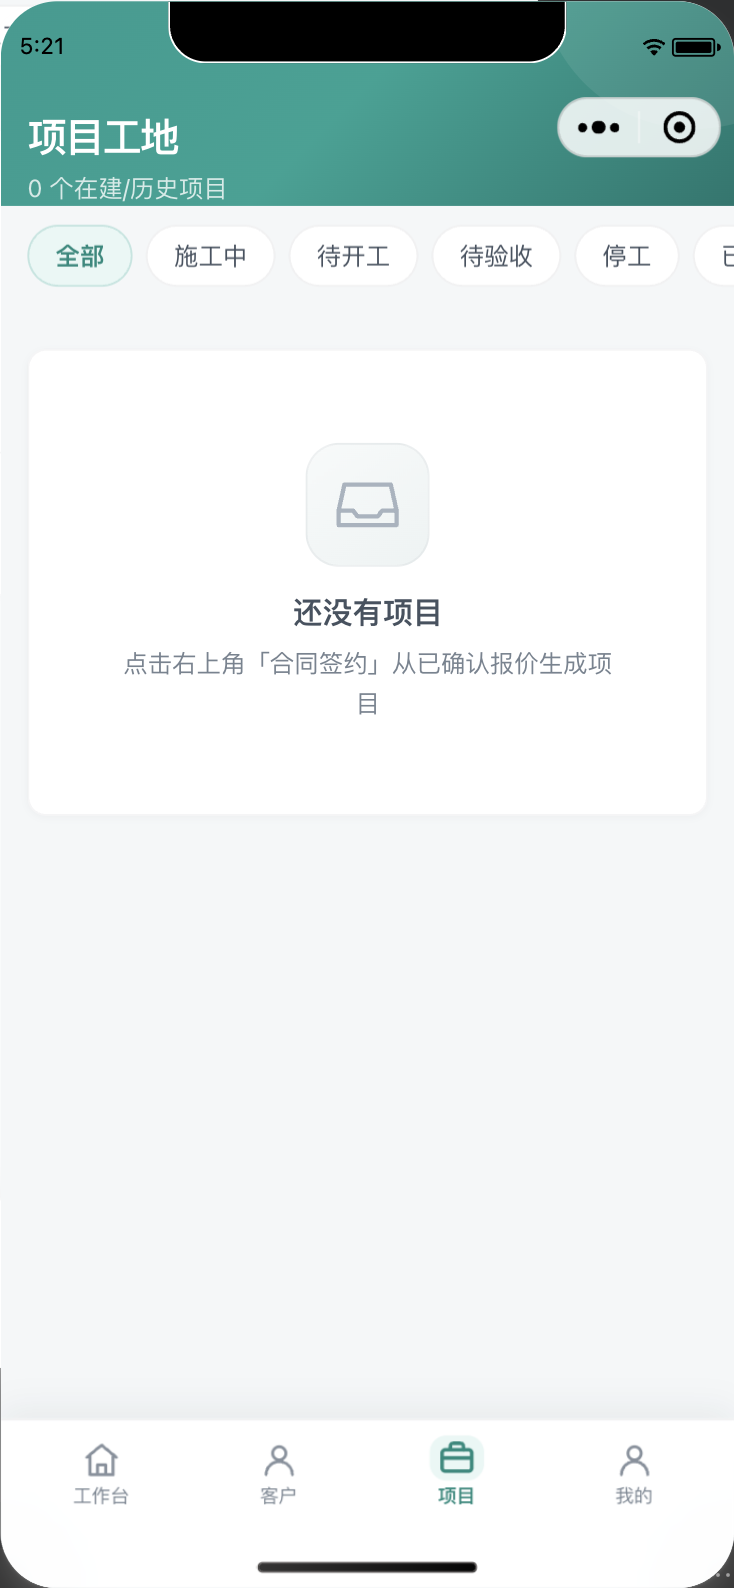 5:21
项目工地
0 个在建/历史项目
全部 施工中 待开工 待验收 停工
还没有项目
点击右上角「合同签约」从已确认报价生成项
目
工作台 客户 项目 我的